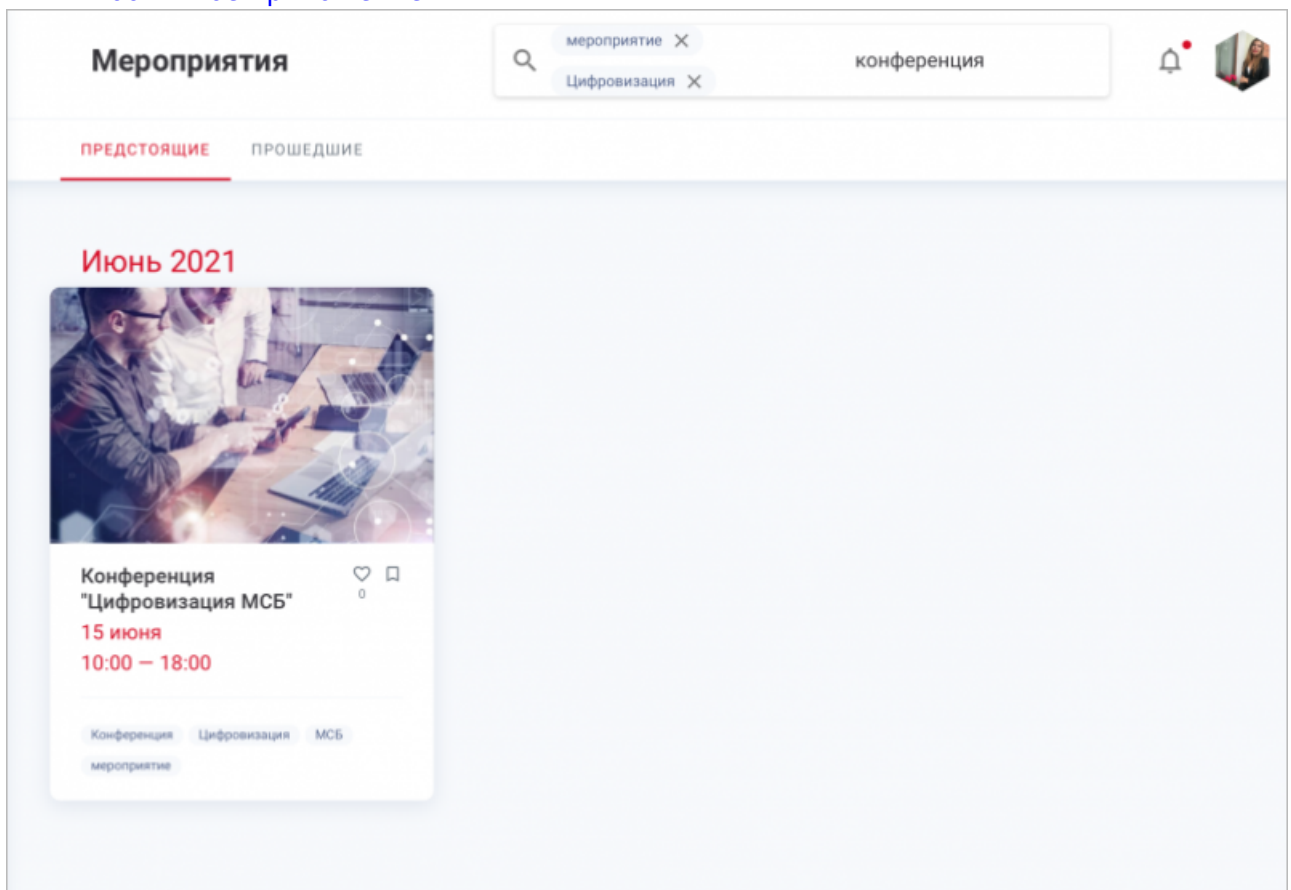 Мероприятия
мероприятие
Цифровизация
конференция
ПРЕДСТОЯЩИЕ ПРОШЕДШИЕ
Июнь 2021
Конференция
"Цифровизация МСБ"
0
15 июня
10:00 — 18:00
Конференция Цифровизация МСБ
мероприятие